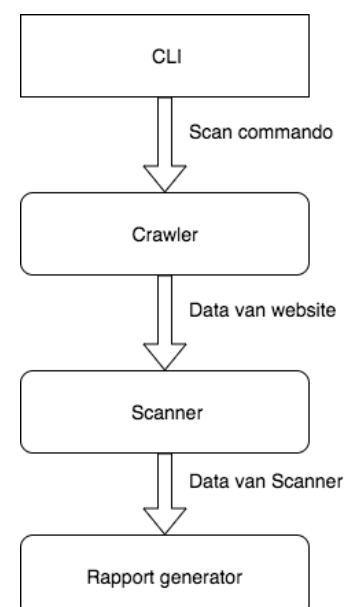 CLI
Scan commando
Crawler
Data van website
Scanner
Data van Scanner
Rapport generator